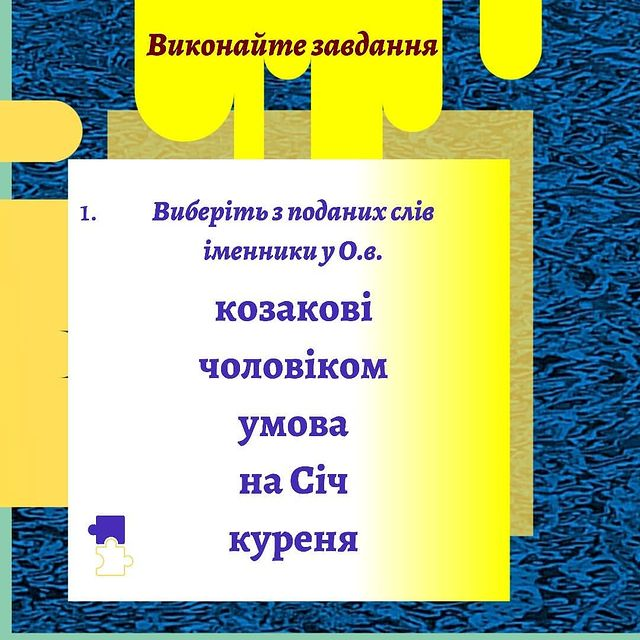 Виконайте завдання
1. Виберіть з поданих слів
іменники у О.в.
козакові
чоловіком
умова
на Січ
куреня